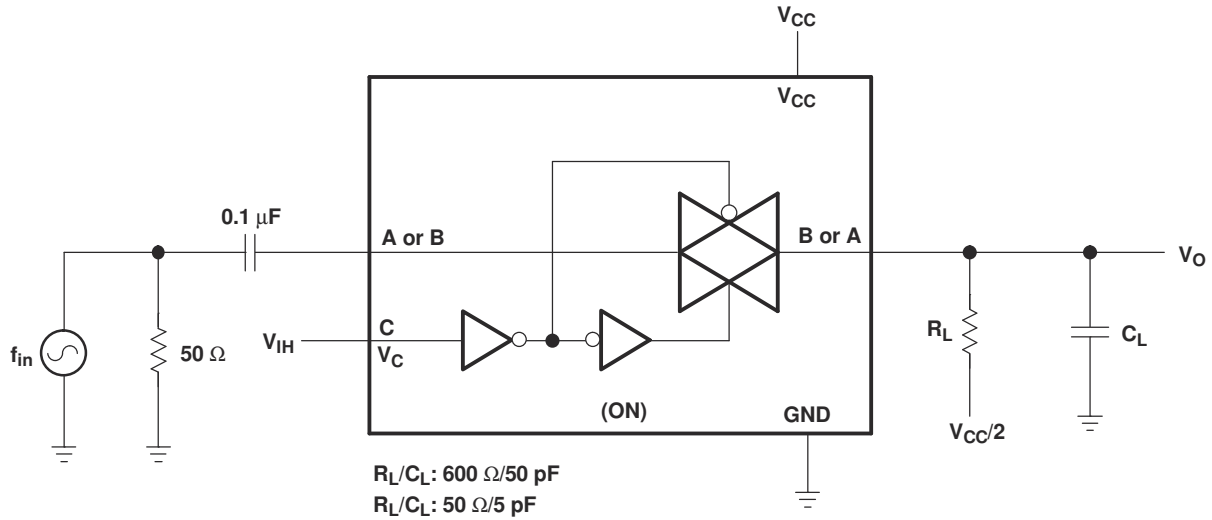 VCC
VCC
0.1 μF
A or B
B or A
VO
fin
50 Ω
VIH
C
VC
RL
CL
(ON)
GND
VCC/2
RL/CL: 600 Ω/50 pF
RL/CL: 50 Ω/5 pF